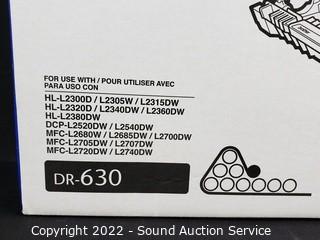 FOR USE WITH / POUR UTILISER AVEC
PARA USO CON
HL-L2300D / L2305W / L2315DW
HL-L2320D / L2340DW / L2360DW
HL-L2380DW
DCP-L2520DW / L2540DW
MFC-L2680W / L2685DW / L2700DW
MFC-L2705DW / L2707DW
MFC-L2720DW / L2740DW
DR-630
Copyright 2022 - Sound Auction Service